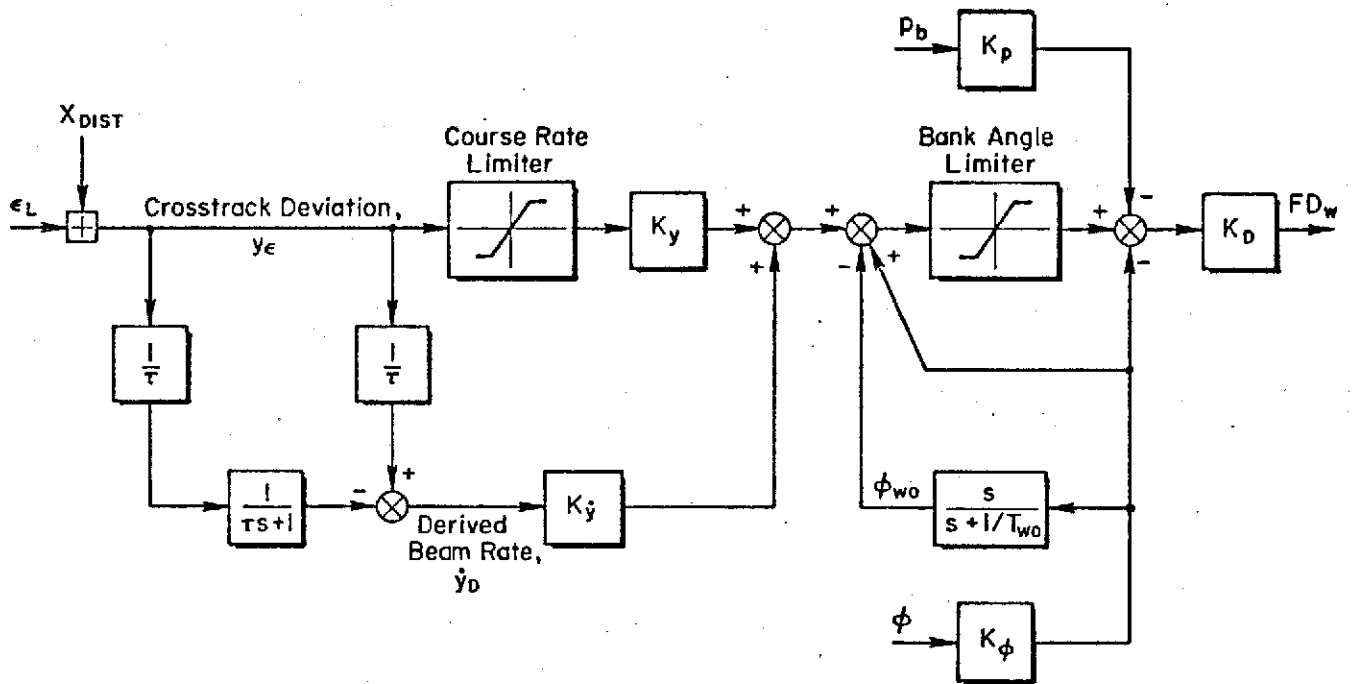 p_b
K_p
X_DIST
Course Rate
Limiter
Bank Angle
Limiter
ϵ_L
+
Crosstrack Deviation,
y_ϵ
K_y
+
+
+
-
+
+
-
-
K_D
FD_w
1/τ
1/τ
+
-
1/(τs+1)
Derived
Beam Rate,
ẏ_D
K_ẏ
ϕ_wo
s/(s+1/T_wo)
ϕ
K_ϕ